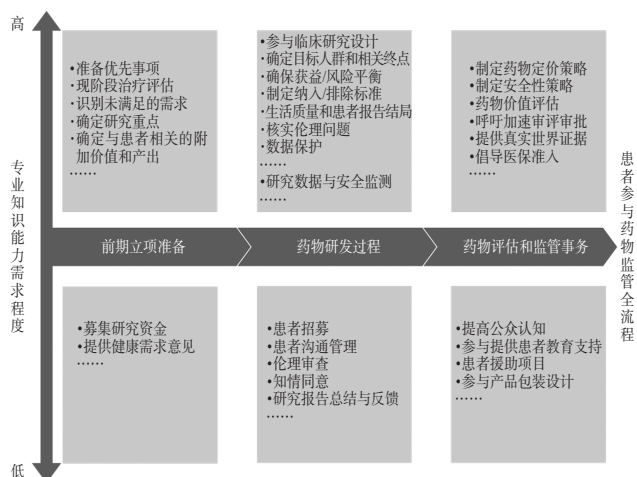 高
•准备优先事项
•现阶段治疗评估
•识别未满足的需求
•确定研究重点
•确定与患者相关的附
加价值和产出
……
•参与临床研究设计
•确定目标人群和相关终点
•确保获益/风险平衡
•制定纳入/排除标准
•生活质量和患者报告结局
•核实伦理问题
•数据保护
……
•研究数据与安全监测
……
•制定药物定价策略
•制定安全性策略
•药物价值评估
•呼吁加速审评审批
•提供真实世界证据
•倡导医保准入
……
专业知识能力需求程度
前期立项准备
药物研发过程
药物评估和监管事务
患者参与药物监管全流程
•募集研究资金
•提供健康需求意见
……
•患者招募
•患者沟通管理
•伦理审查
•知情同意
•研究报告总结与反馈
……
•提高公众认知
•参与提供患者教育支持
•患者援助项目
•参与产品包装设计
……
低